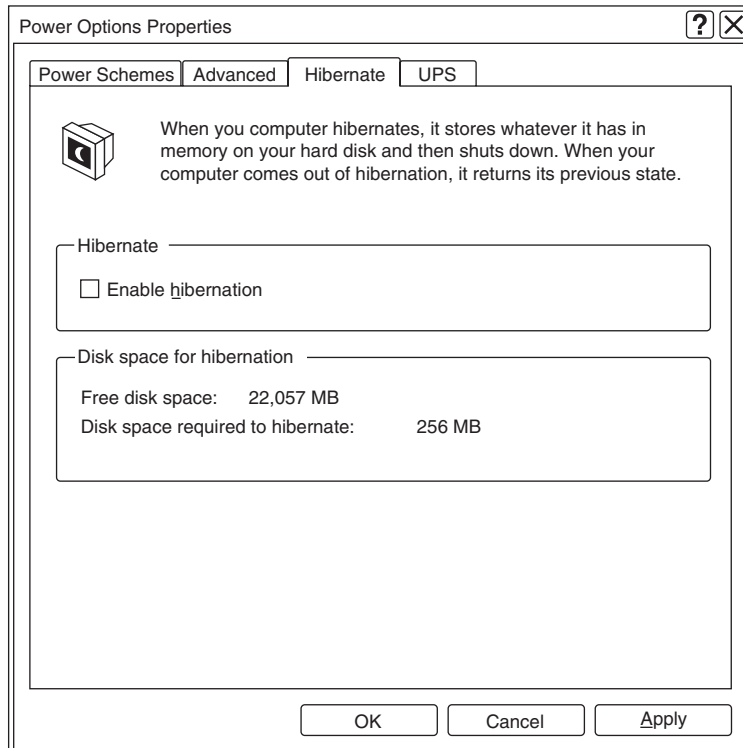 Power Options Properties
Power Schemes Advanced Hibernate UPS
When you computer hibernates, it stores whatever it has in
memory on your hard disk and then shuts down. When your
computer comes out of hibernation, it returns its previous state.
Hibernate
Enable hibernation
Disk space for hibernation
Free disk space: 22,057 MB
Disk space required to hibernate: 256 MB
OK Cancel Apply